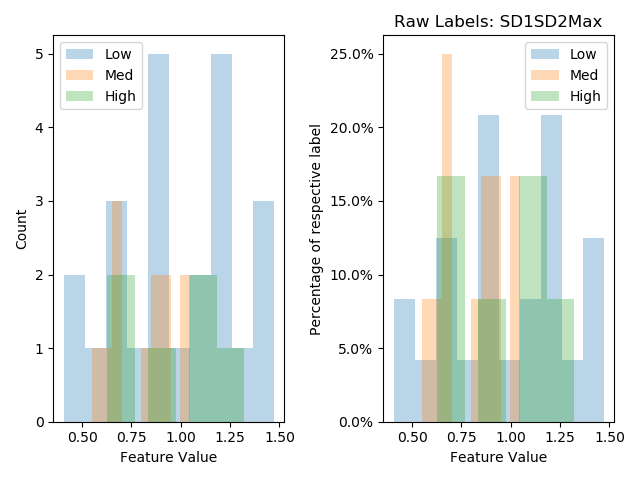 Raw Labels: SD1SD2Max
Low
Med
High
5
4
3
2
1
0
Count
0.50
0.75
1.00
1.25
1.50
Feature Value
Low
Med
High
25.0%
20.0%
15.0%
10.0%
5.0%
0.0%
Percentage of respective label
0.50
0.75
1.00
1.25
1.50
Feature Value